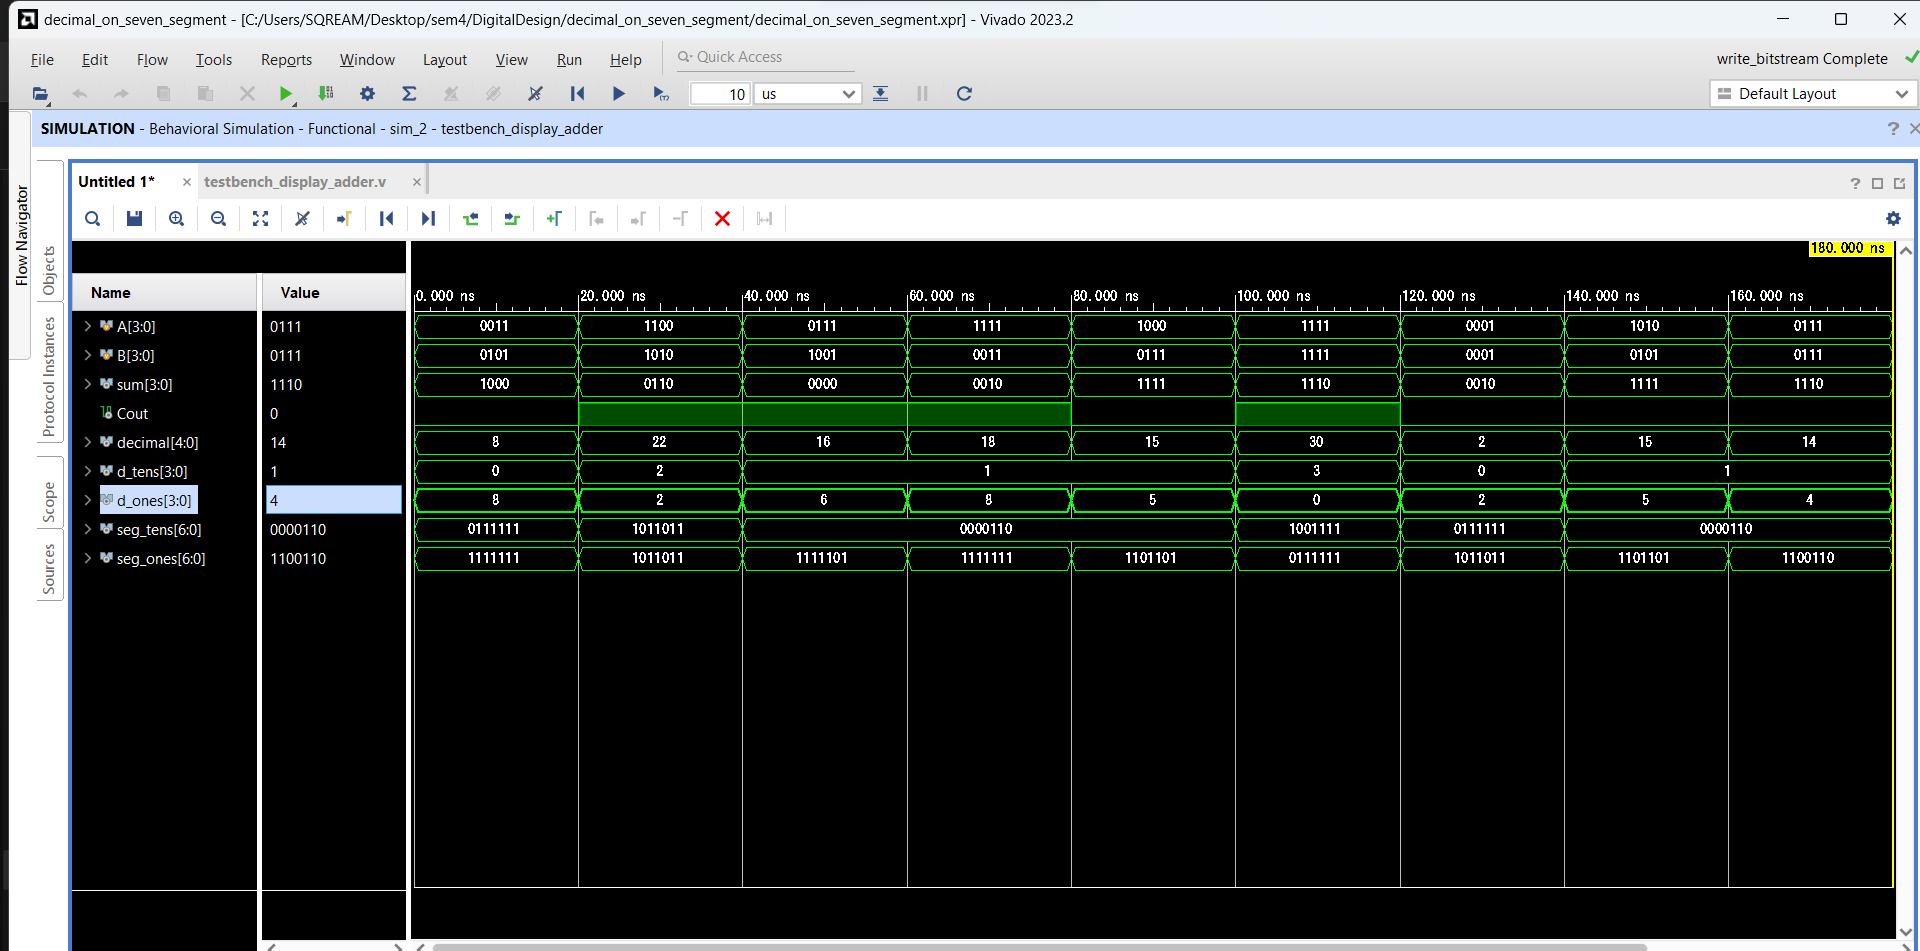 decimal_on_seven_segment - [C:/Users/SQREAM/Desktop/sem4/DigitalDesign/decimal_on_seven_segment/decimal_on_seven_segment.xpr] - Vivado 2023.2
File Edit Flow Tools Reports Window Layout View Run Help Quick Access write_bitstream Complete
10 us Default Layout
SIMULATION - Behavioral Simulation - Functional - sim_2 - testbench_display_adder
Flow Navigator
Objects
Protocol Instances
Scope
Sources
Untitled 1* testbench_display_adder.v
180.000 ns
Name Value 0.000 ns 20.000 ns 40.000 ns 60.000 ns 80.000 ns 100.000 ns 120.000 ns 140.000 ns 160.000 ns
A[3:0] 0111 0011 1100 0111 1111 1000 1111 0001 1010 0111
B[3:0] 0111 0101 1010 1001 0011 0111 1111 0001 0101 0111
sum[3:0] 1110 1000 0110 0000 0010 1111 1110 0010 1111 1110
Cout 0
decimal[4:0] 14 8 22 16 18 15 30 2 15 14
d_tens[3:0] 1 0 2 1 3 0 1
d_ones[3:0] 4 8 2 6 8 5 0 2 5 4
seg_tens[6:0] 0000110 0111111 1011011 0000110 1001111 0111111 0000110
seg_ones[6:0] 1100110 1111111 1011011 1111101 1111111 1101101 0111111 1011011 1101101 1100110